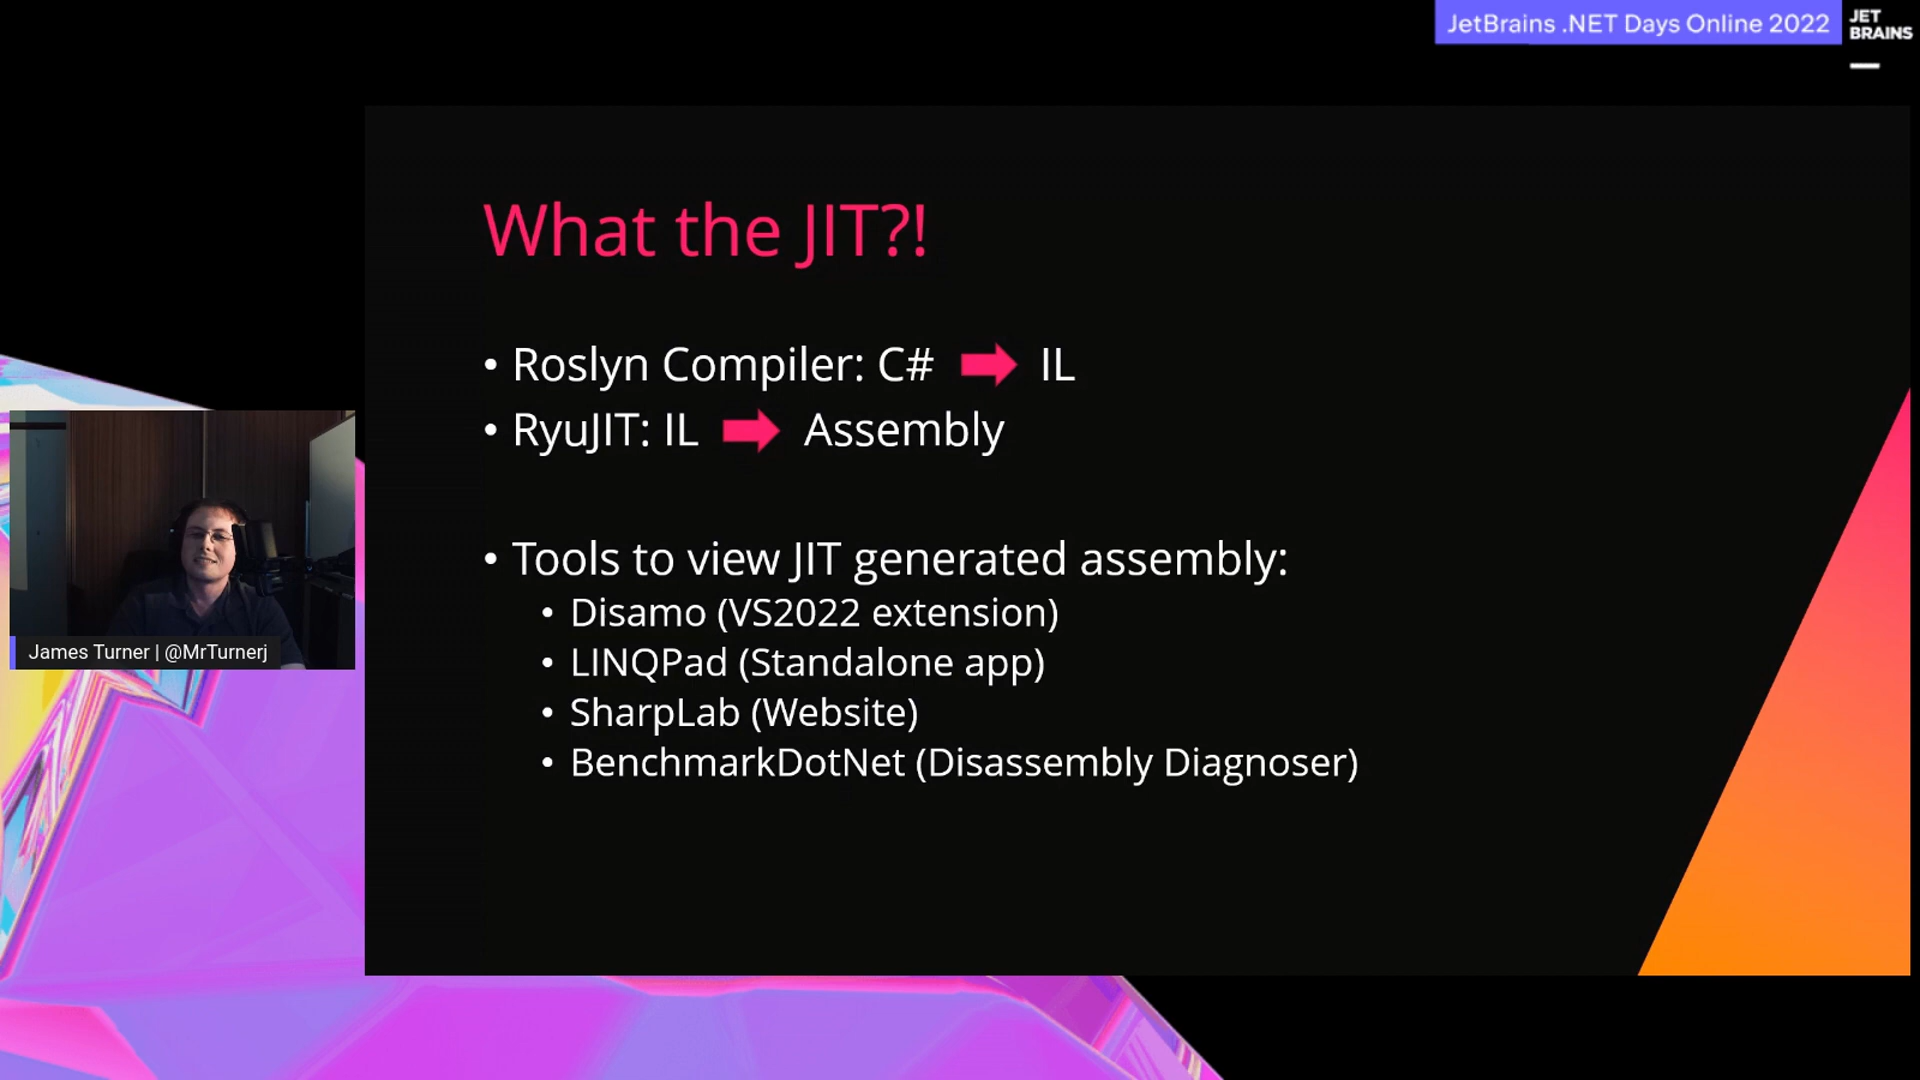 JetBrains .NET Days Online 2022
JET
BRAINS
What the JIT?!
• Roslyn Compiler: C# ➡ IL
• RyuJIT: IL ➡ Assembly
• Tools to view JIT generated assembly:
• Disamo (VS2022 extension)
• LINQPad (Standalone app)
• SharpLab (Website)
• BenchmarkDotNet (Disassembly Diagnoser)
James Turner | @MrTurnerj